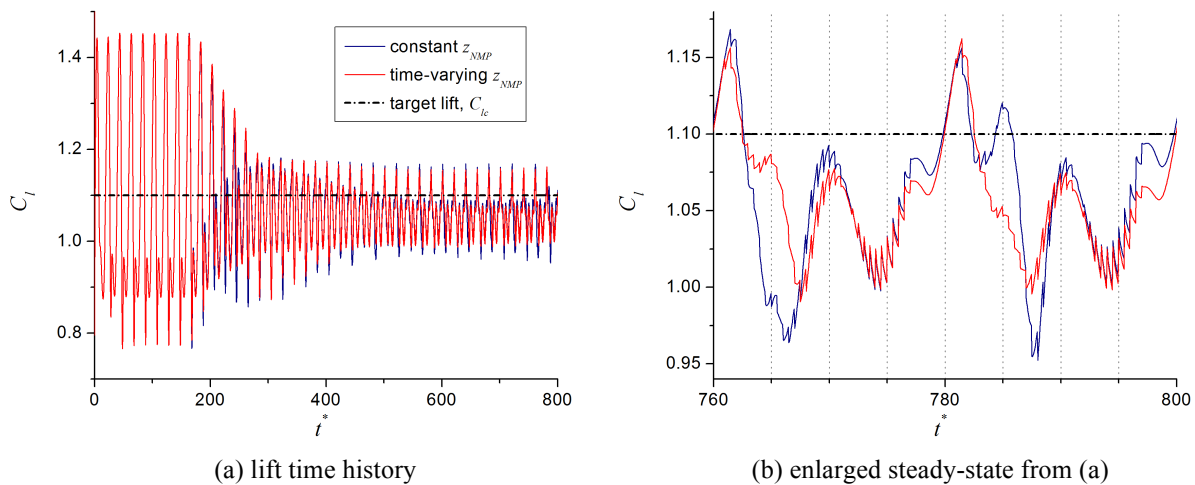 1.4
1.2
1.0
0.8
C_l
0
200
400
600
800
t*
constant z_NMP
time-varying z_NMP
target lift, C_lc
(a) lift time history
1.15
1.10
1.05
1.00
0.95
C_l
760
780
800
t*
(b) enlarged steady-state from (a)